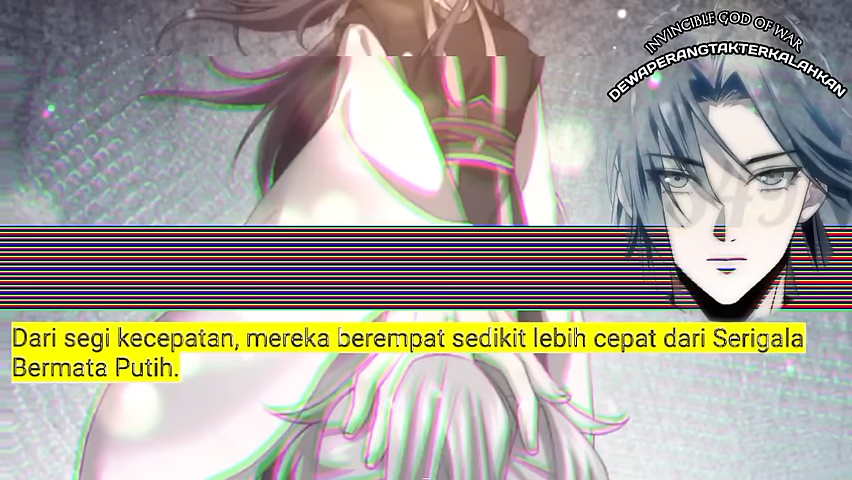 INVINCIBLE GOD OF WAR
DEWAPERANGTAKTERKALAHKAN
Dari segi kecepatan, mereka berempat sedikit lebih cepat dari Serigala
Bermata Putih.